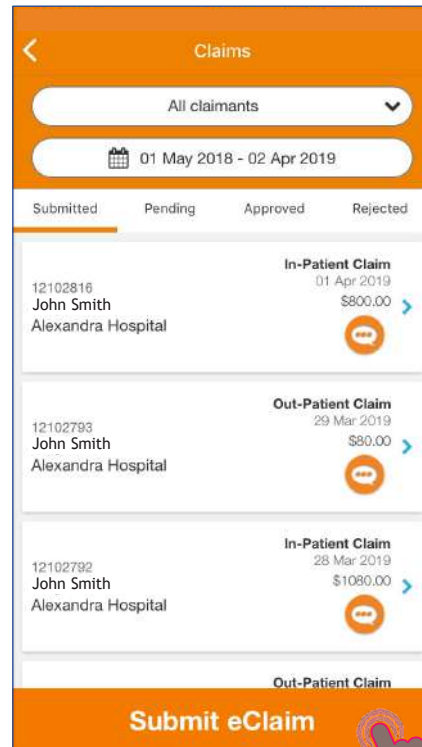 Claims
All claimants
01 May 2018 - 02 Apr 2019
Submitted Pending Approved Rejected
In-Patient Claim
01 Apr 2019
12102816
$800.00
John Smith
Alexandra Hospital
Out-Patient Claim
29 Mar 2019
12102793
$80.00
John Smith
Alexandra Hospital
In-Patient Claim
28 Mar 2019
12102792
$1080.00
John Smith
Alexandra Hospital
Out-Patient Claim
Submit eClaim